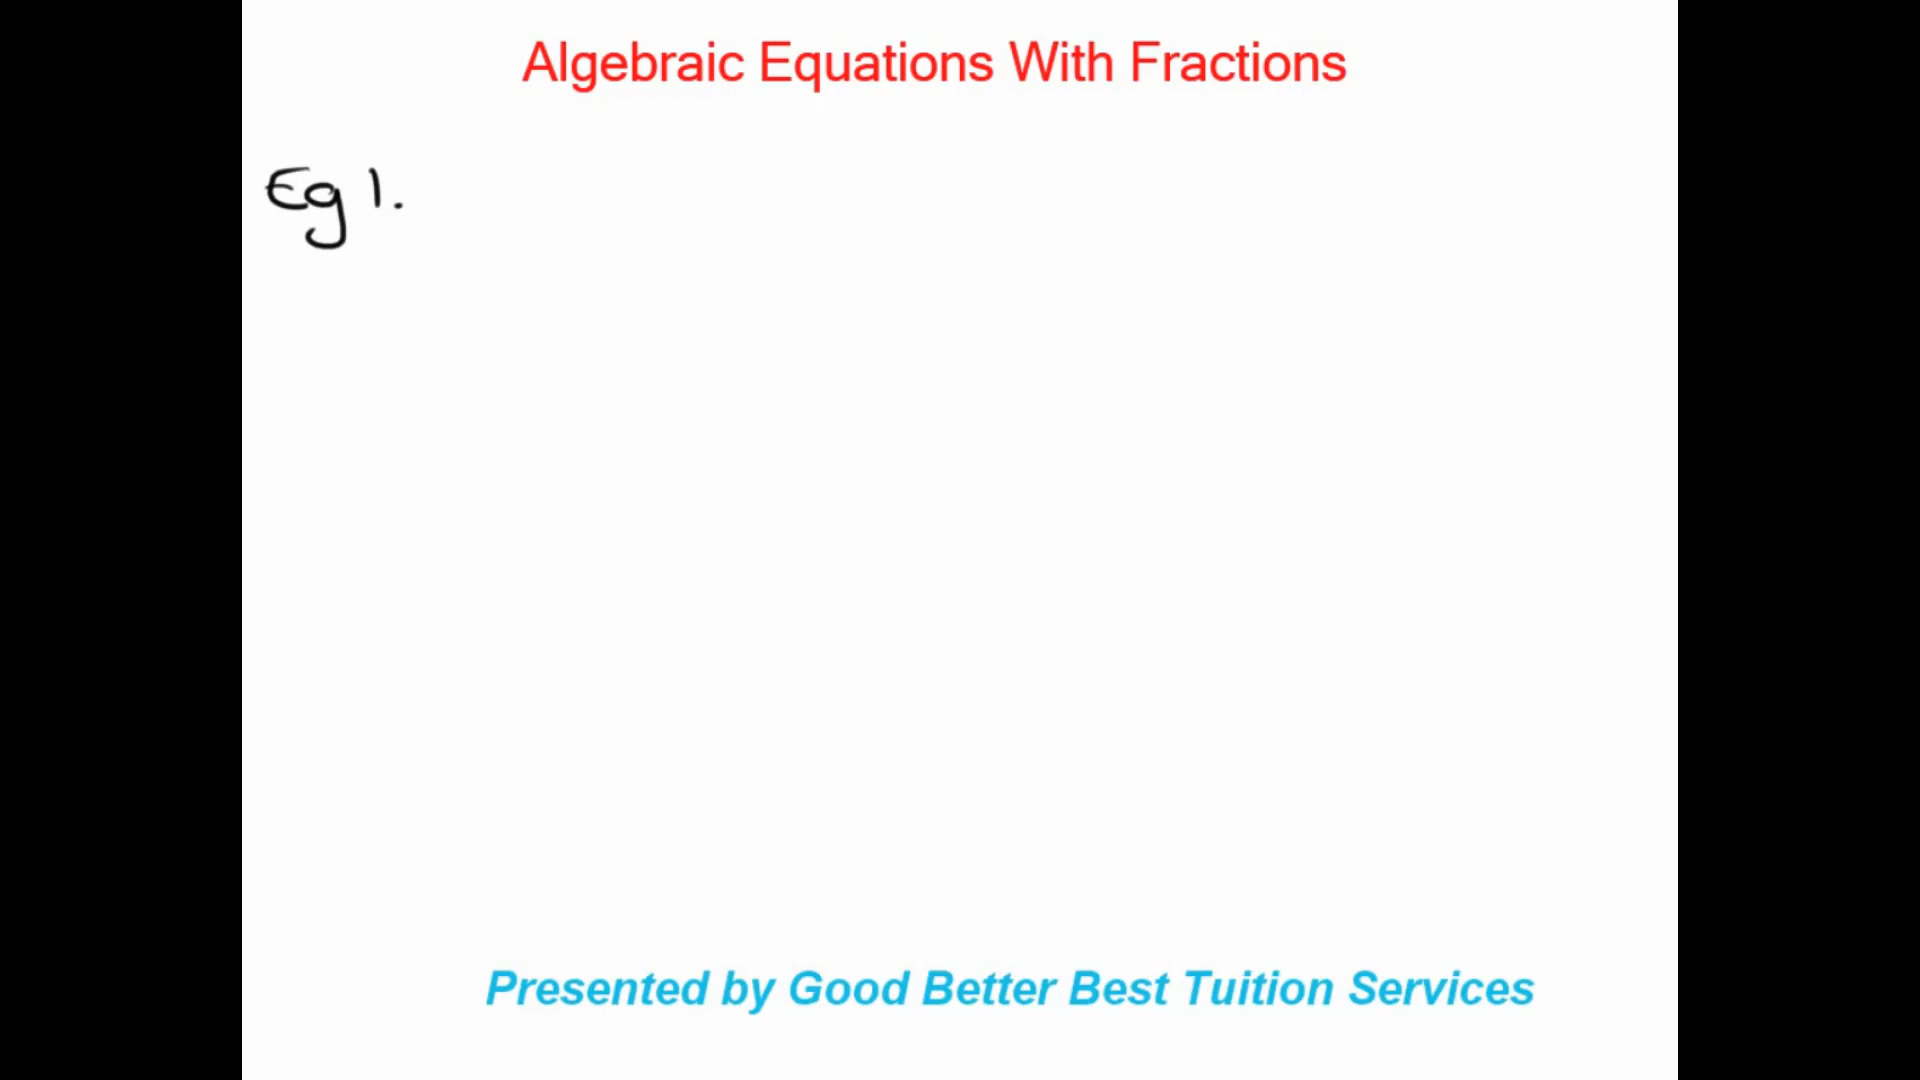 Algebraic Equations With Fractions
Eg 1.
Presented by Good Better Best Tuition Services